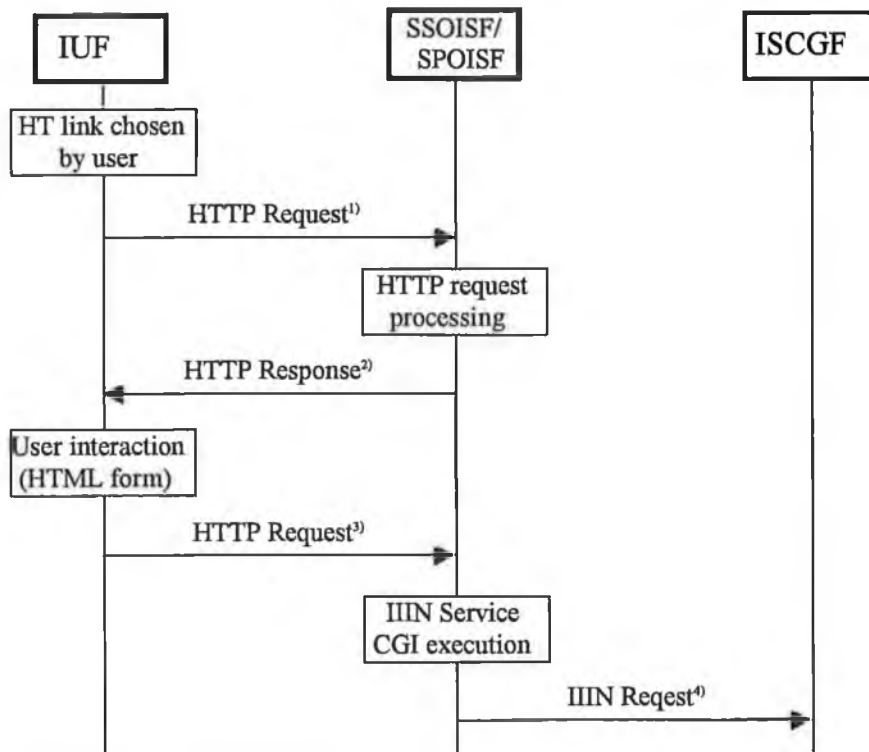 IUF
SSOISF/
SPOISF
ISCGF
HT link chosen
by user
HTTP Request¹⁾
HTTP request
processing
HTTP Response²⁾
User interaction
(HTML form)
HTTP Request³⁾
IIIN Service
CGI execution
IIIN Reqest⁴⁾